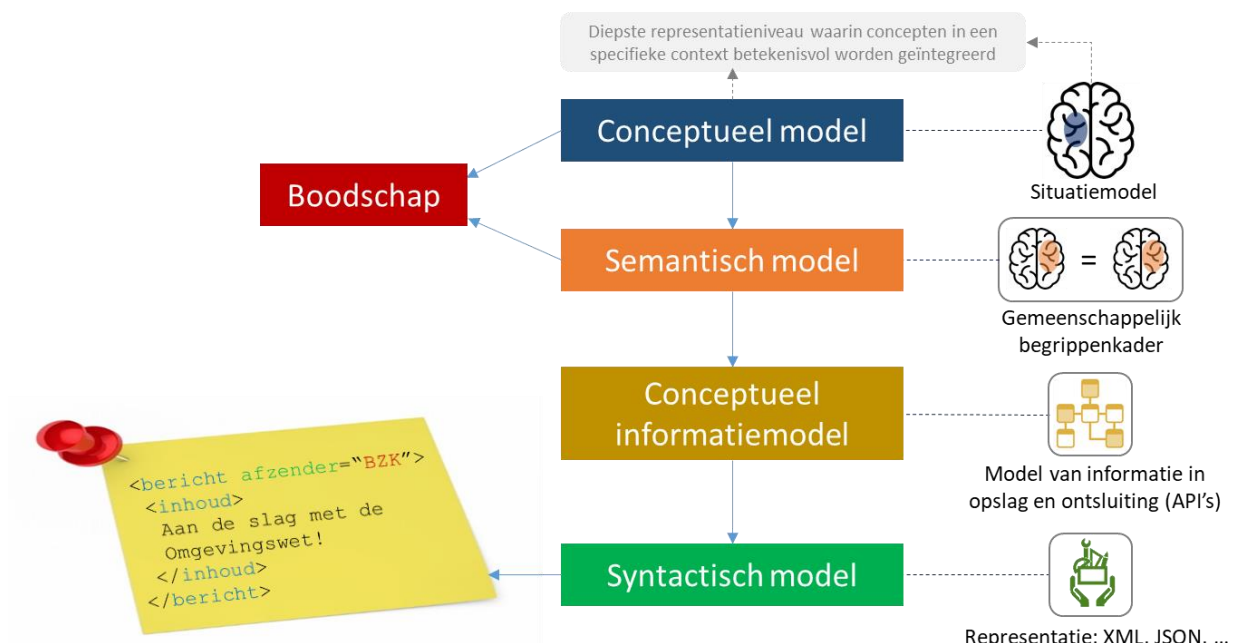 Diepste representatieniveau waarin concepten in een
specifieke context betekenisvol worden geïntegreerd
Conceptueel model
Situatiemodel
Boodschap
Semantisch model
=
Gemeenschappelijk
begrippenkader
Conceptueel
informatiemodel
Model van informatie in
opslag en ontsluiting (API's)
<bericht afzender="BZK">
<inhoud>
Aan de slag met de
Omgevingswet!
</inhoud>
</bericht>
Syntactisch model
Representatie: XML, JSON, ...